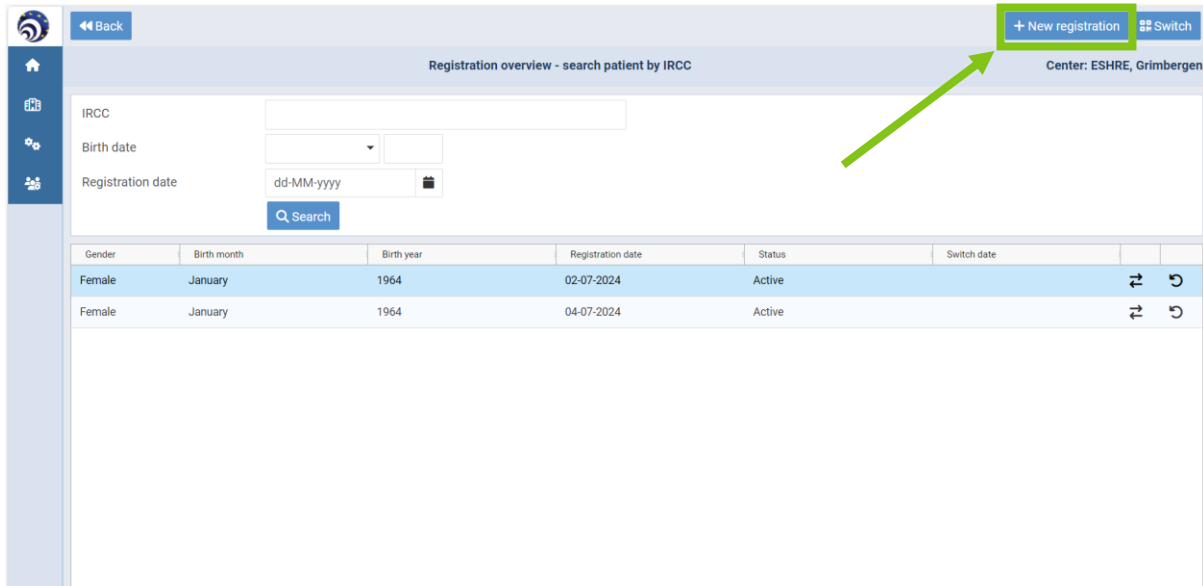 Back
+ New registration
Switch
Registration overview - search patient by IRCC
Center: ESHRE, Grimbergen
IRCC
Birth date
Registration date
dd-MM-yyyy
Search
Gender Birth month Birth year Registration date Status Switch date
Female January 1964 02-07-2024 Active
Female January 1964 04-07-2024 Active